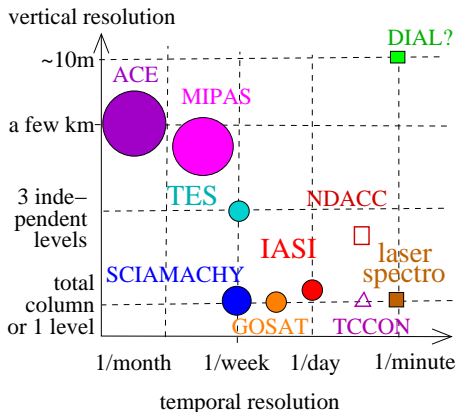 vertical resolution
~10m
DIAL?
ACE
MIPAS
a few km
TES
NDACC
3 inde-
pendent
levels
IASI
laser
spectro
SCIAMACHY
total
column
or 1 level
GOSAT
TCCON
1/month
1/week
1/day
1/minute
temporal resolution